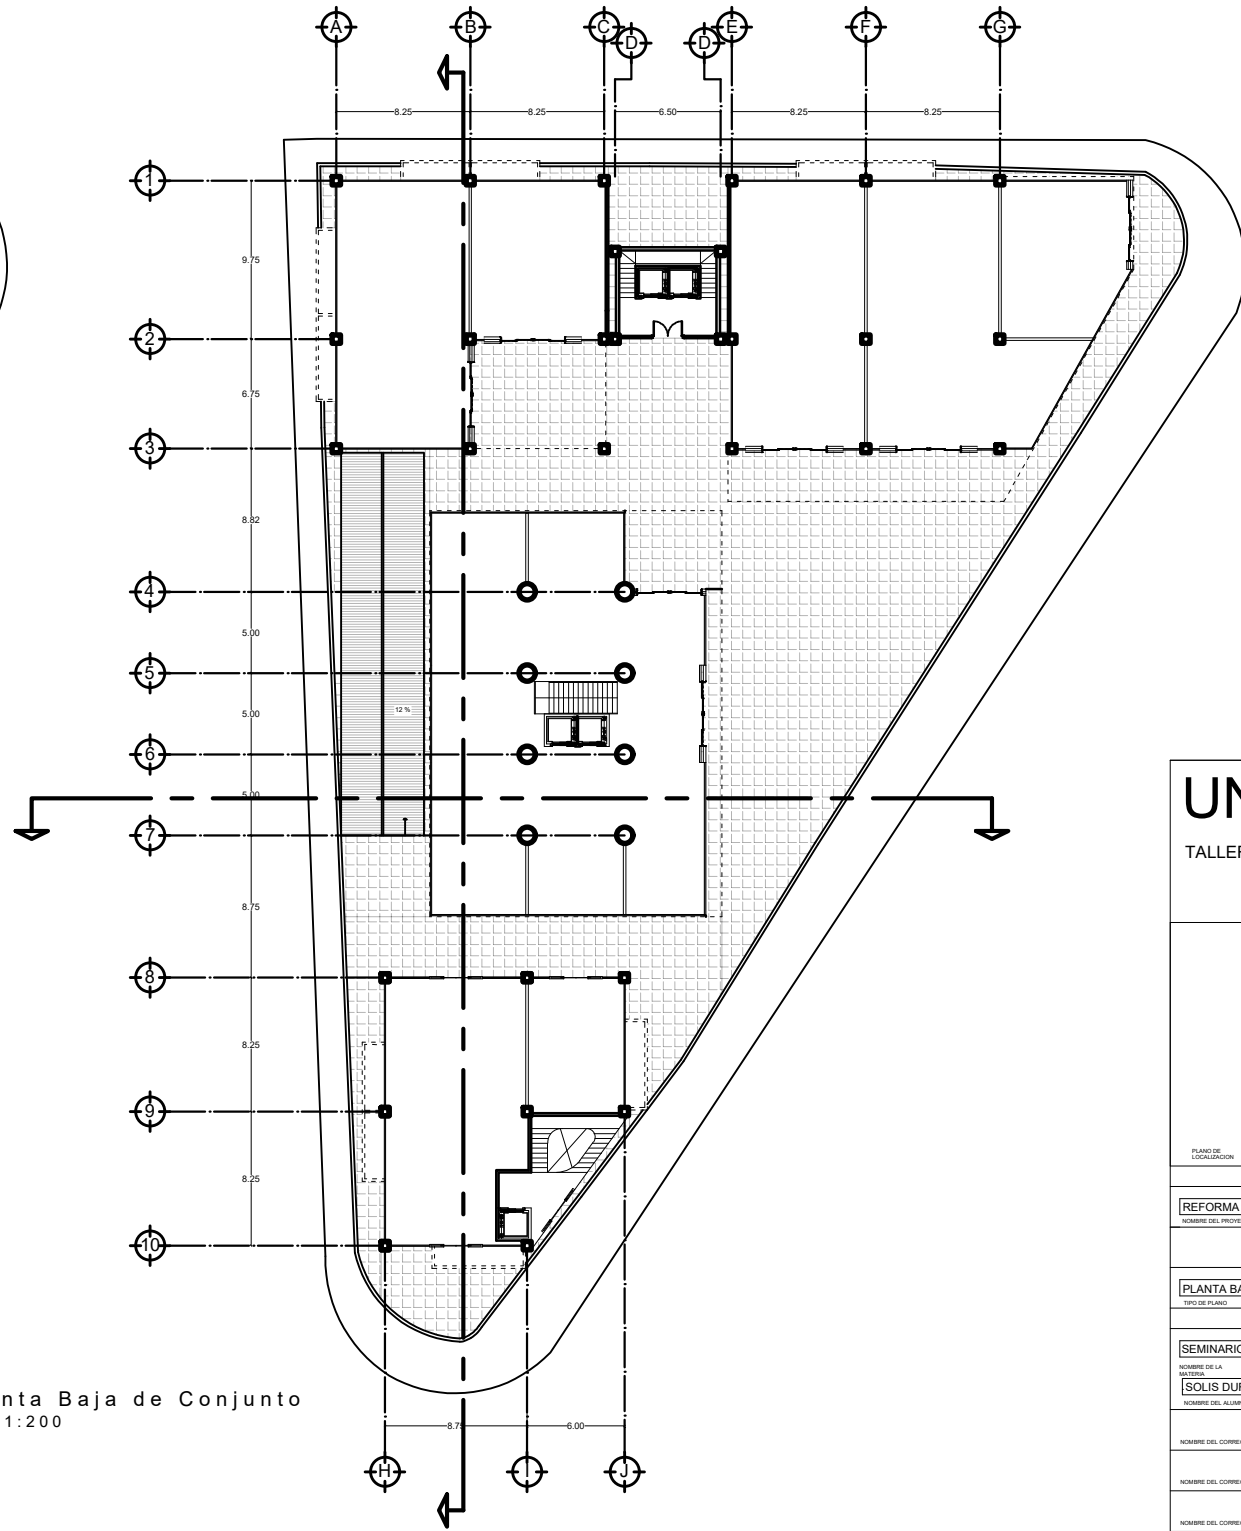 A B C D D E F G
8.25 8.25 6.50 8.25 8.25
1
9.75
2
6.75
3
8.82
4
5.00
5
12 %
5.00
6
5.00
7
8.75
8
8.25
9
8.25
10
8.75 6.00
H I J
nta Baja de Conjunto
1:200
UN
TALLER
PLANO DE
LOCALIZACION
REFORMA
NOMBRE DEL PROYE
PLANTA BA
TIPO DE PLANO
SEMINARIO
NOMBRE DE LA
MATERIA
SOLIS DUR
NOMBRE DEL ALUM
NOMBRE DEL CORRE
NOMBRE DEL CORRE
NOMBRE DEL CORRE